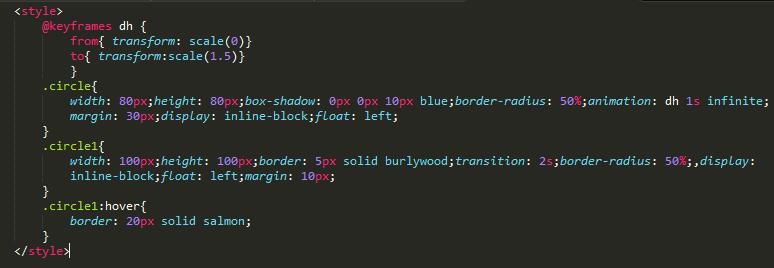 <style>
@keyframes dh {
from{ transform: scale(0)}
to{ transform:scale(1.5)}
}
.circle{
width: 80px;height: 80px;box-shadow: 0px 0px 10px blue;border-radius: 50%;animation: dh 1s infinite;
margin: 30px;display: inline-block;float: left;
}
.circle1{
width: 100px;height: 100px;border: 5px solid burlywood;transition: 2s;border-radius: 50%;,display:
inline-block;float: left;margin: 10px;
}
.circle1:hover{
border: 20px solid salmon;
}
</style>